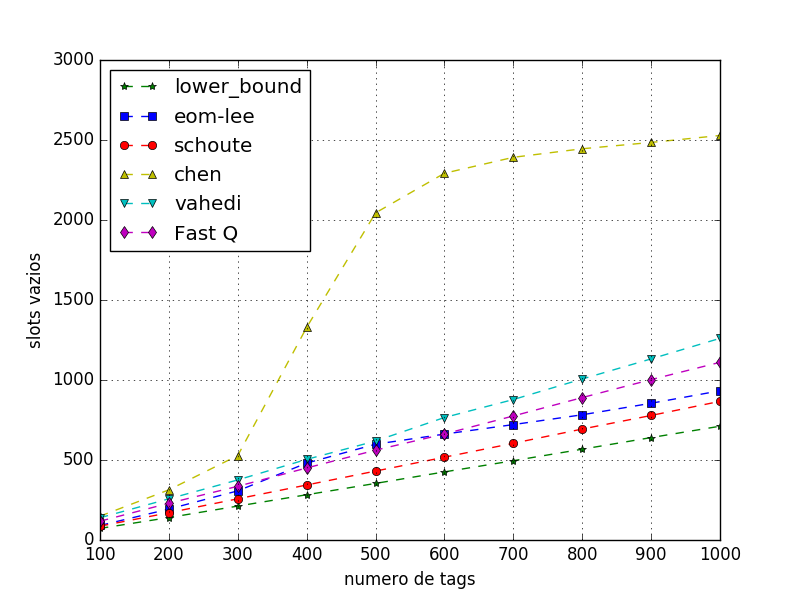 3000
2500
2000
1500
1000
500
0
slots vazios
lower_bound
eom-lee
schoute
chen
vahedi
Fast Q
100 200 300 400 500 600 700 800 900 1000
numero de tags